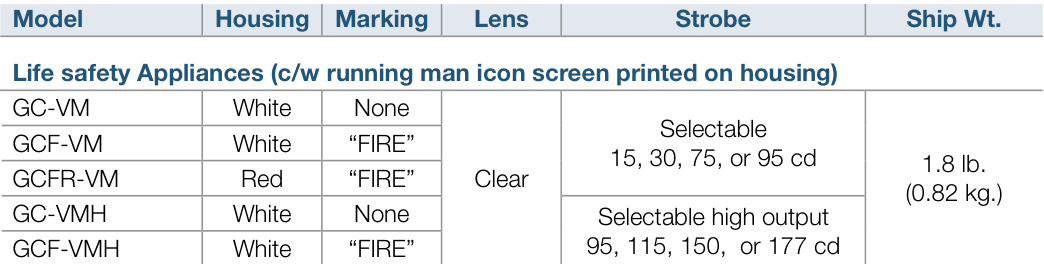 Model Housing Marking Lens Strobe Ship Wt.
Life safety Appliances (c/w running man icon screen printed on housing)
GC-VM White None
GCF-VM White “FIRE”
GCFR-VM Red “FIRE”
GC-VMH White None
GCF-VMH White “FIRE”
Clear
Selectable
15, 30, 75, or 95 cd
Selectable high output
95, 115, 150, or 177 cd
1.8 lb.
(0.82 kg.)